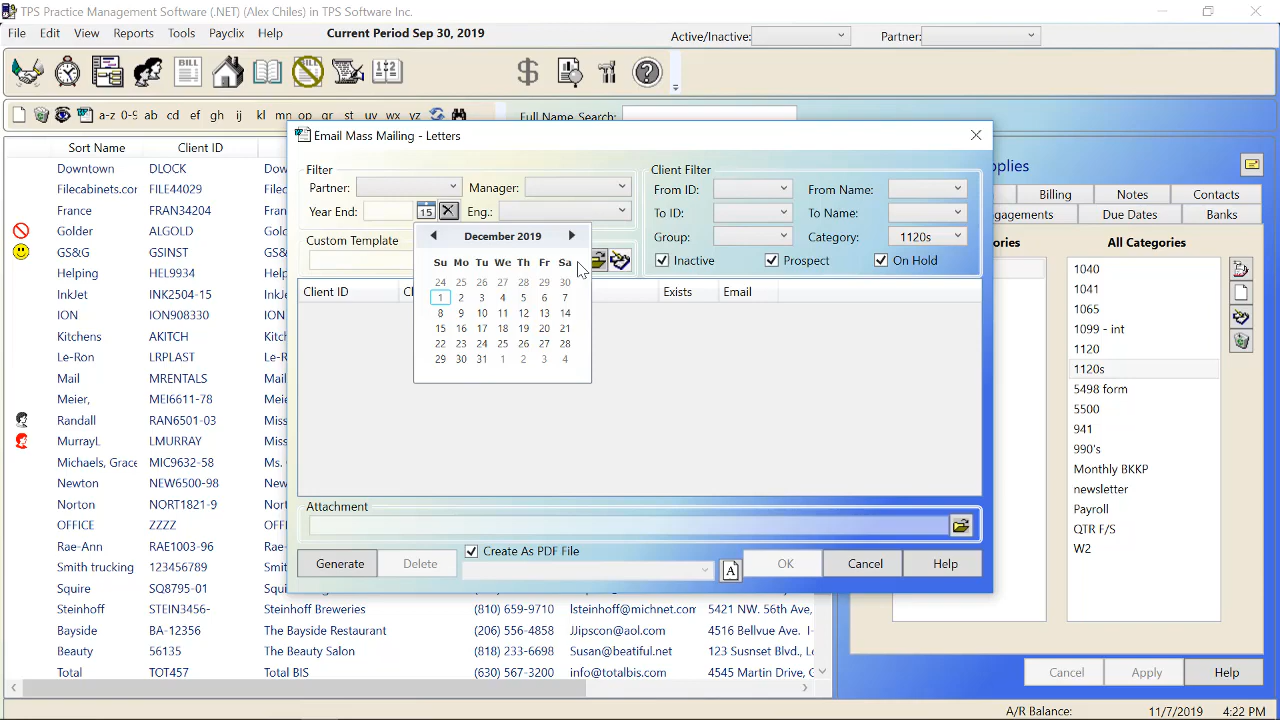 TPS Practice Management Software (.NET) (Alex Chiles) in TPS Software Inc.
File Edit View Reports Tools Payclix Help Current Period Sep 30, 2019 Active/Inactive: Partner:
BILL
a-z 0-9 ab cd ef gh ij kl mn op qr st uv wx yz Full Name Search:
Email Mass Mailing - Letters
Filter
Partner: Manager:
Year End: 15 Eng.:
Custom Template
Client Filter
From ID: From Name:
To ID: To Name:
Group: Category: 1120s
Inactive Prospect On Hold
December 2019
Su Mo Tu We Th Fr Sa
24 25 26 27 28 29 30
1 2 3 4 5 6 7
8 9 10 11 12 13 14
15 16 17 18 19 20 21
22 23 24 25 26 27 28
29 30 31 1 2 3 4
Client ID Exists Email
Attachment
Create As PDF File
Generate Delete A OK Cancel Help
Sort Name Client ID
Downtown DLOCK
Filecabinets.com FILE44029
France FRAN34204
Golder ALGOLD
GS&G GS&G
Helping HEL9934
InkJet 2504-1504
ION ION908330
Kitchens AKITCH
Le-Ron LRPLAST
Mail MRENTALS
Meier, MEI6611-78
Randall RAN6501-03
MurrayL LMURRAY
Michaels, Grace MIC9632-58
Newton NEW6500-98
Norton NORT1821-9
OFFICE ZZZZ
Rae-Ann RAE1003-96
Smith trucking 123456789
Squire SQ8795-01
Steinhoff STEIN3456- Steinhoff Breweries (810) 659-9710 lsteinhoff@michnet.com 5421 NW. 56th Ave,
Bayside BA-12356 The Bayside Restaurant (206) 556-4858 JJipscon@aol.com 4516 Bellvue Ave.
Beauty 56135 The Beauty Salon (818) 233-6698 Susan@beatiful.net 123 Susnset Blvd.,
Total TOT457 Total BIS (630) 567-3200 info@totalbis.com 4545 Martin Drive,
pplies
Billing Notes Contacts
gagements Due Dates Banks
ories All Categories
1040
1041
1065
1099 - int
1120
1120s
5498 form
5500
941
990's
Monthly BKKP
newsletter
Payroll
QTR F/S
W2
Cancel Apply Help
A/R Balance: 11/7/2019 4:22 PM